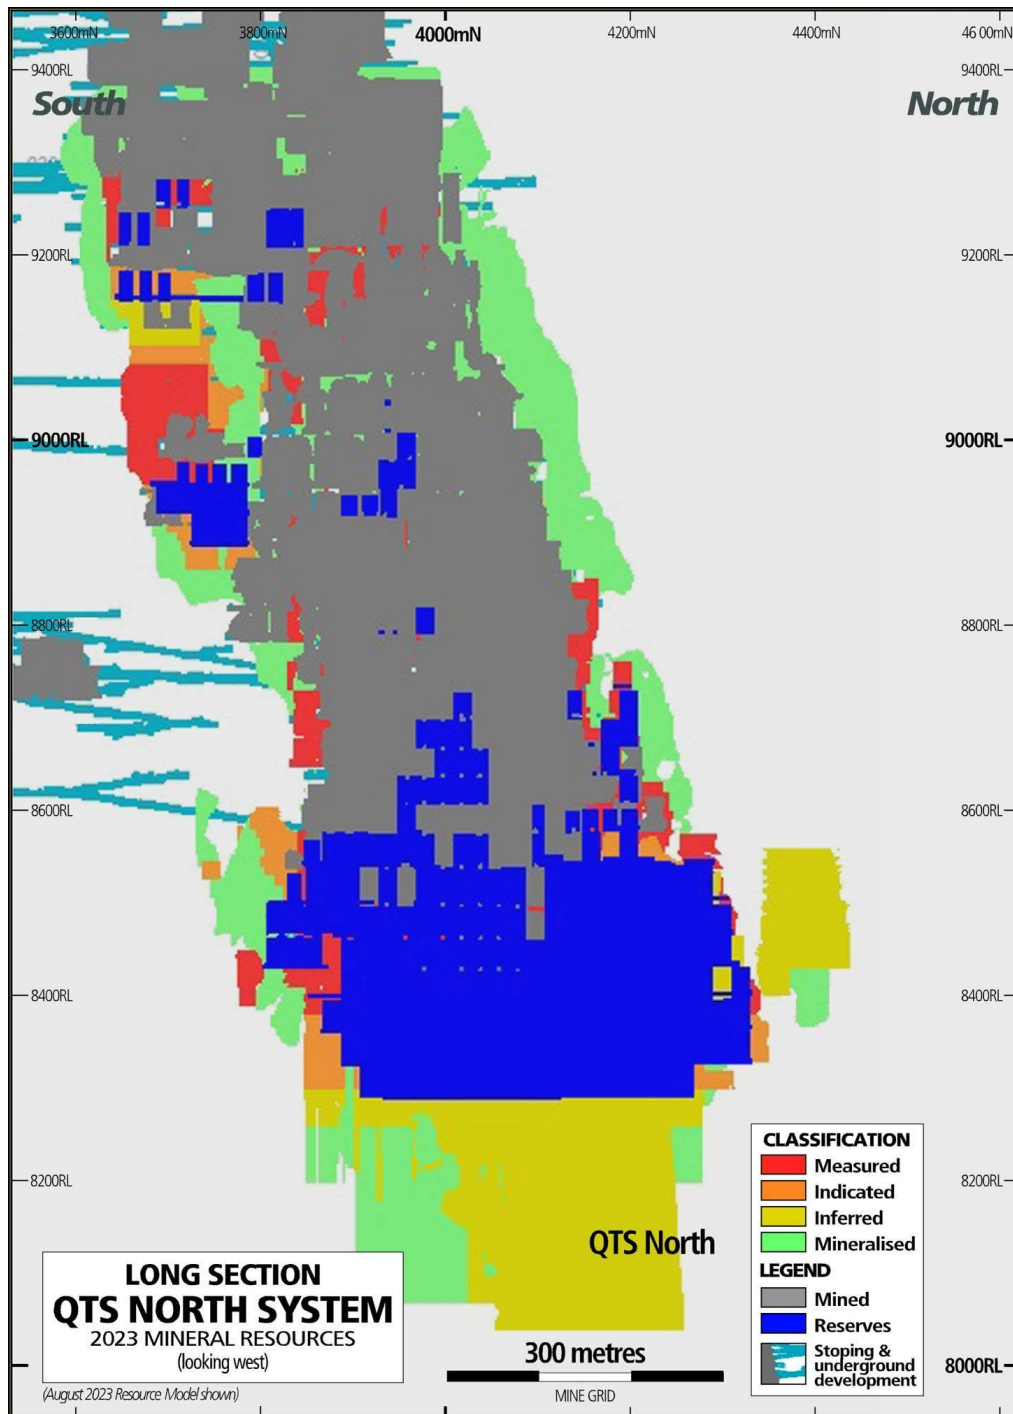 3600mN 3800mN 4000mN 4200mN 4400mN 46 00mN
9400RL 9400RL
South North
9200RL 9200RL
9000RL 9000RL
8800RL 8800RL
8600RL 8600RL
8400RL 8400RL
8200RL 8200RL
QTS North
CLASSIFICATION
Measured
Indicated
Inferred
Mineralised
LEGEND
Mined
Reserves
Stoping &
underground
development
LONG SECTION
QTS NORTH SYSTEM
2023 MINERAL RESOURCES
(looking west)
(August 2023 Resource Model shown)
300 metres
MINE GRID
8000RL